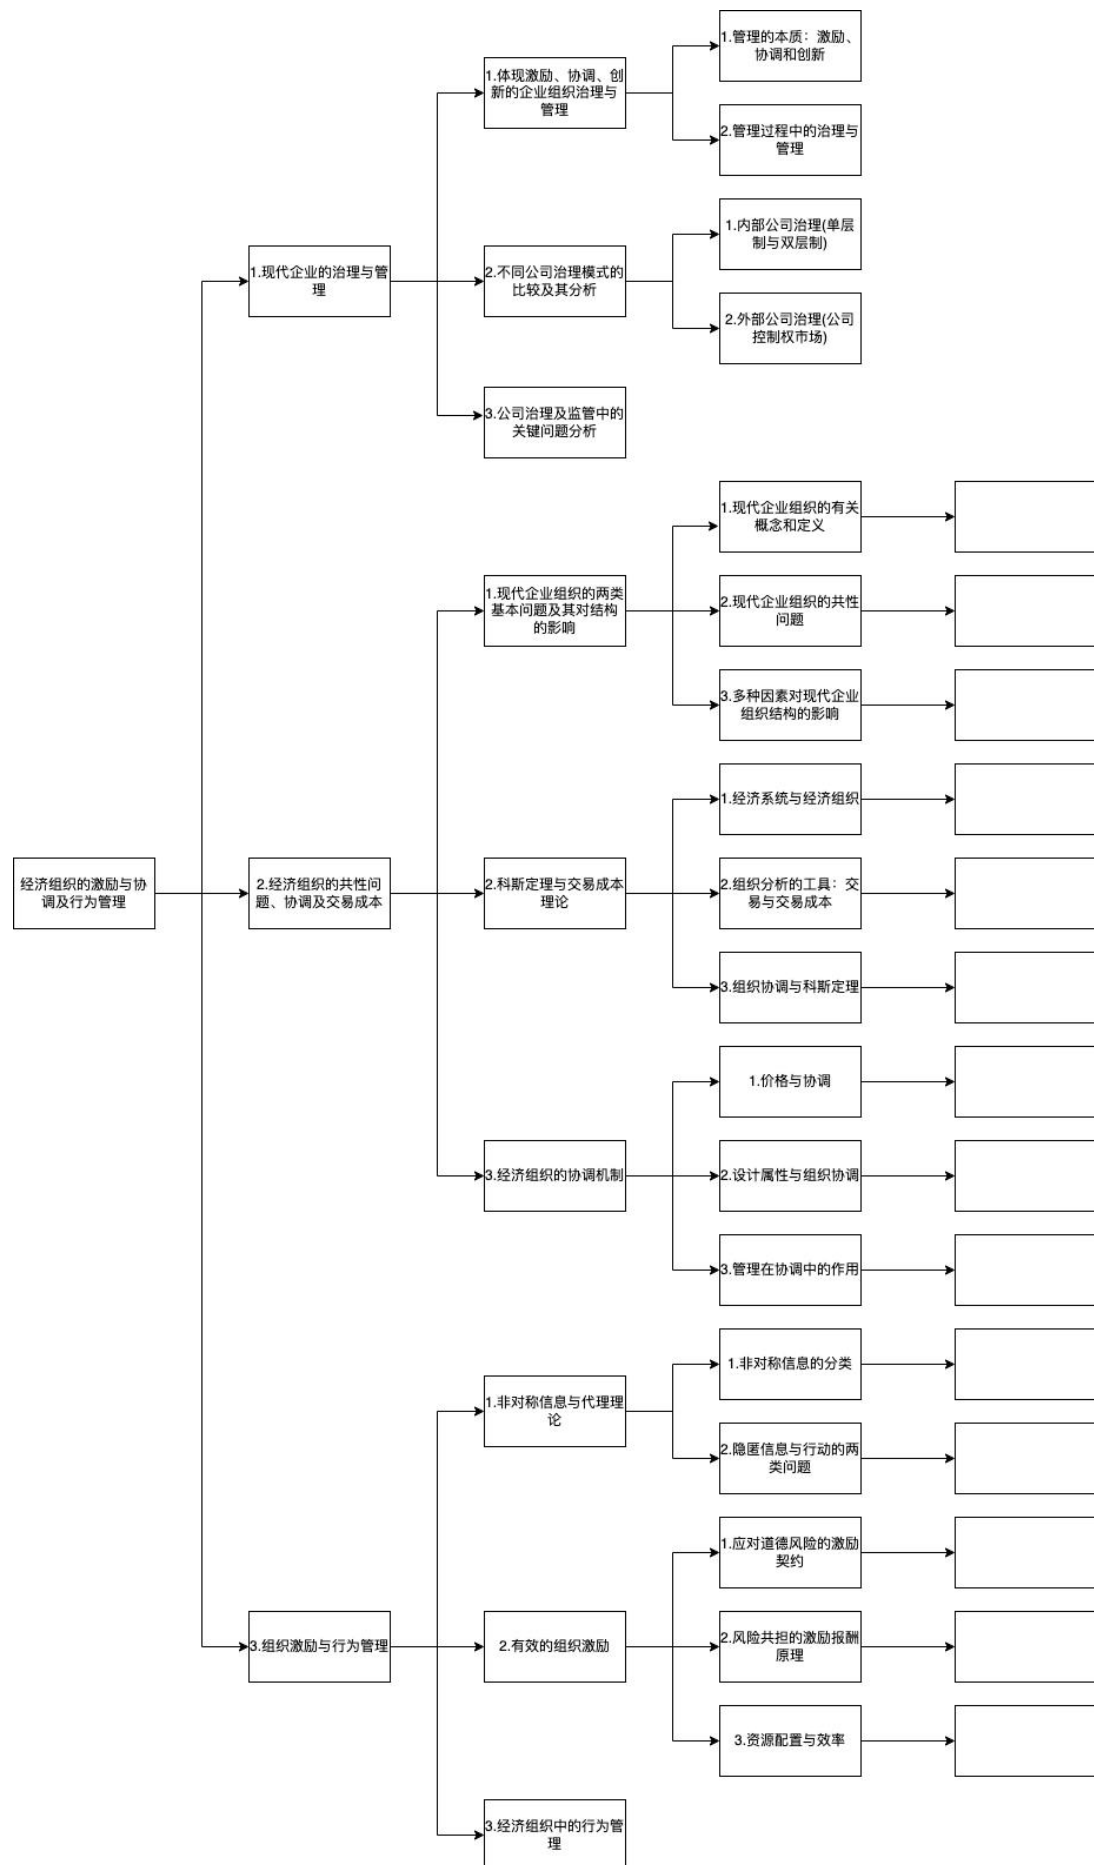 经济组织的激励与协
调及行为管理
1.现代企业的治理与管
理
1.体现激励、协调、创
新的企业组织治理与
管理
1.管理的本质：激励、
协调和创新
2.管理过程中的治理与
管理
2.不同公司治理模式的
比较及其分析
1.内部公司治理(单层
制与双层制)
2.外部公司治理(公司
控制权市场)
3.公司治理及监管中的
关键问题分析
2.经济组织的共性问
题、协调及交易成本
1.现代企业组织的两类
基本问题及其对结构
的影响
1.现代企业组织的有关
概念和定义
2.现代企业组织的共性
问题
3.多种因素对现代企业
组织结构的影响
2.科斯定理与交易成本
理论
1.经济系统与经济组织
2.组织分析的工具：交
易与交易成本
3.组织协调与科斯定理
3.经济组织的协调机制
1.价格与协调
2.设计属性与组织协调
3.管理在协调中的作用
3.组织激励与行为管理
1.非对称信息与代理理
论
1.非对称信息的分类
2.隐匿信息与行动的两
类问题
2.有效的组织激励
1.应对道德风险的激励
契约
2.风险共担的激励报酬
原理
3.资源配置与效率
3.经济组织中的行为管
理